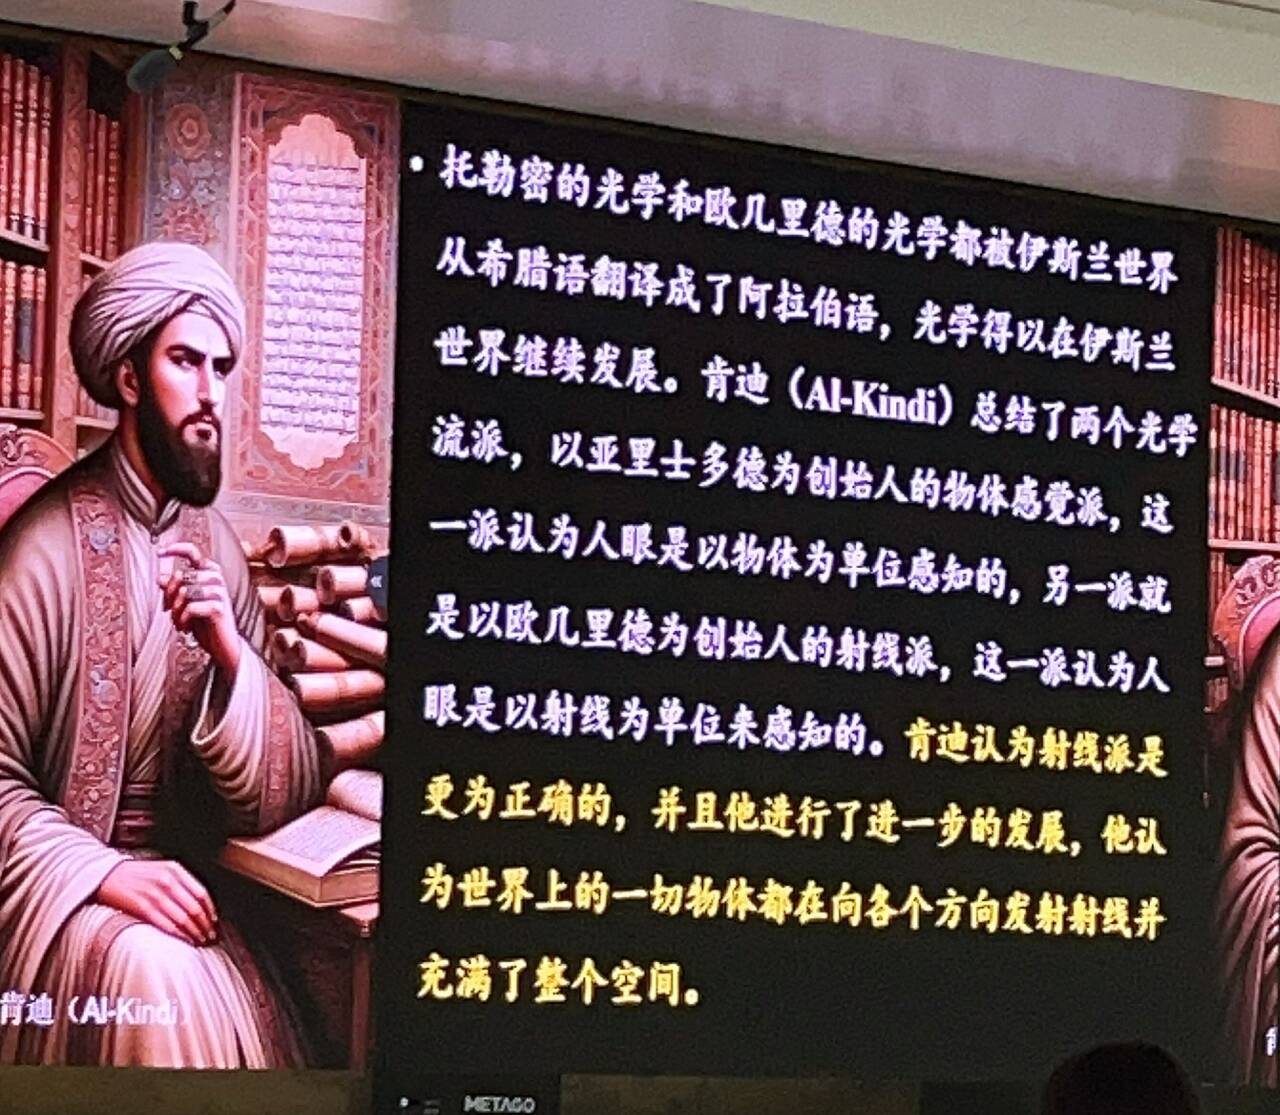 • 托勒密的光学和欧几里德的光学都被伊斯兰世界
从希腊语翻译成了阿拉伯语，光学得以在伊斯兰
世界继续发展。肯迪（Al-Kindi）总结了两个光学
流派，以亚里士多德为创始人的物体感觉派，这
一派认为人眼是以物体为单位感知的，另一派就
是以欧几里德为创始人的射线派，这一派认为人
眼是以射线为单位来感知的。肯迪认为射线派是
更为正确的，并且他进行了进一步的发展，他认
为世界上的一切物体都在向各个方向发射射线并
充满了整个空间。
肯迪（Al-Kindi）
METAGO